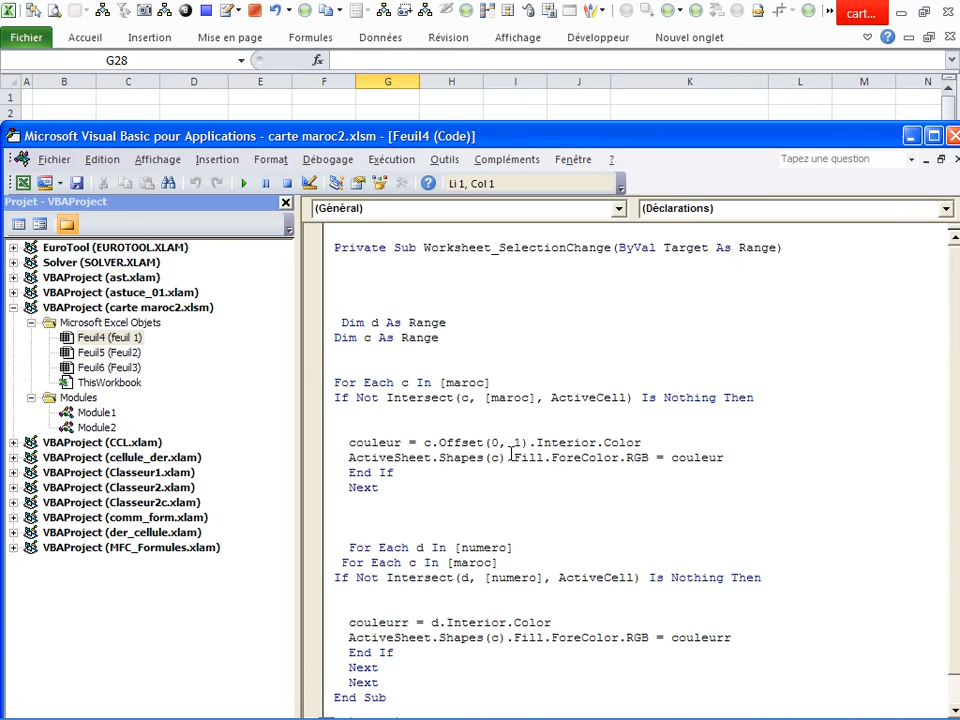 cart...
Fichier Accueil Insertion Mise en page Formules Données Révision Affichage Développeur Nouvel onglet
G28 fx
A B C D E F G H I J K L M N
1
2
Microsoft Visual Basic pour Applications - carte maroc2.xlsm - [Feuil4 (Code)]
Fichier Edition Affichage Insertion Format Débogage Exécution Outils Compléments Fenêtre ? Tapez une question
Li 1, Col 1
Projet - VBAProject
(Général) (Déclarations)
EuroTool (EUROTOOL.XLAM)
Solver (SOLVER.XLAM)
VBAProject (ast.xlam)
VBAProject (astuce_01.xlam)
VBAProject (carte maroc2.xlsm)
Microsoft Excel Objets
Feuil4 (feuil 1)
Feuil5 (Feuil2)
Feuil6 (Feuil3)
ThisWorkbook
Modules
Module1
Module2
VBAProject (CCL.xlam)
VBAProject (cellule_der.xlam)
VBAProject (Classeur1.xlam)
VBAProject (Classeur2.xlam)
VBAProject (Classeur2c.xlam)
VBAProject (comm_form.xlam)
VBAProject (der_cellule.xlam)
VBAProject (MFC_Formules.xlam)
Private Sub Worksheet_SelectionChange(ByVal Target As Range)
Dim d As Range
Dim c As Range
For Each c In [maroc]
If Not Intersect(c, [maroc], ActiveCell) Is Nothing Then
couleur = c.Offset(0, 1).Interior.Color
ActiveSheet.Shapes(c).Fill.ForeColor.RGB = couleur
End If
Next
For Each d In [numero]
For Each c In [maroc]
If Not Intersect(d, [numero], ActiveCell) Is Nothing Then
couleurr = d.Interior.Color
ActiveSheet.Shapes(c).Fill.ForeColor.RGB = couleurr
End If
Next
Next
End Sub